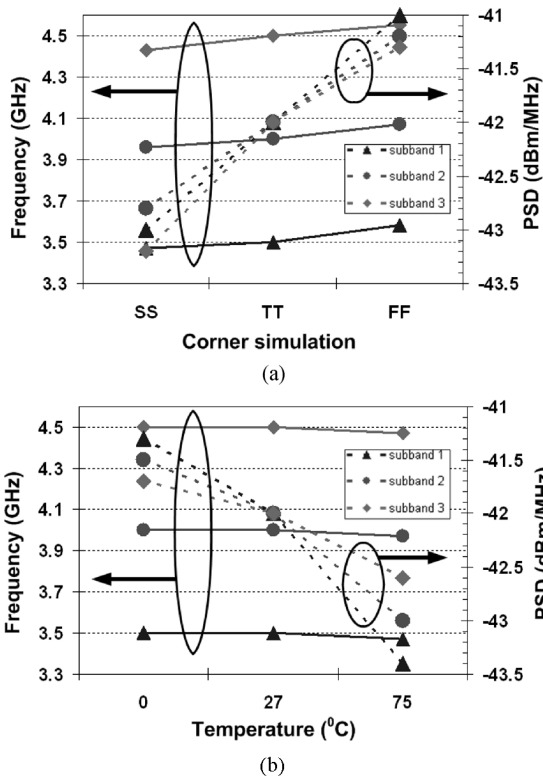 4.5
4.3
4.1
3.9
3.7
3.5
3.3
Frequency (GHz)
-41
-41.5
-42
-42.5
-43
-43.5
PSD (dBm/MHz)
subband 1
subband 2
subband 3
SS TT FF
Corner simulation
(a)
4.5
4.3
4.1
3.9
3.7
3.5
3.3
Frequency (GHz)
-41
-41.5
-42
-42.5
-43
-43.5
PSD (dBm/MHz)
subband 1
subband 2
subband 3
0 27 75
Temperature (⁰C)
(b)